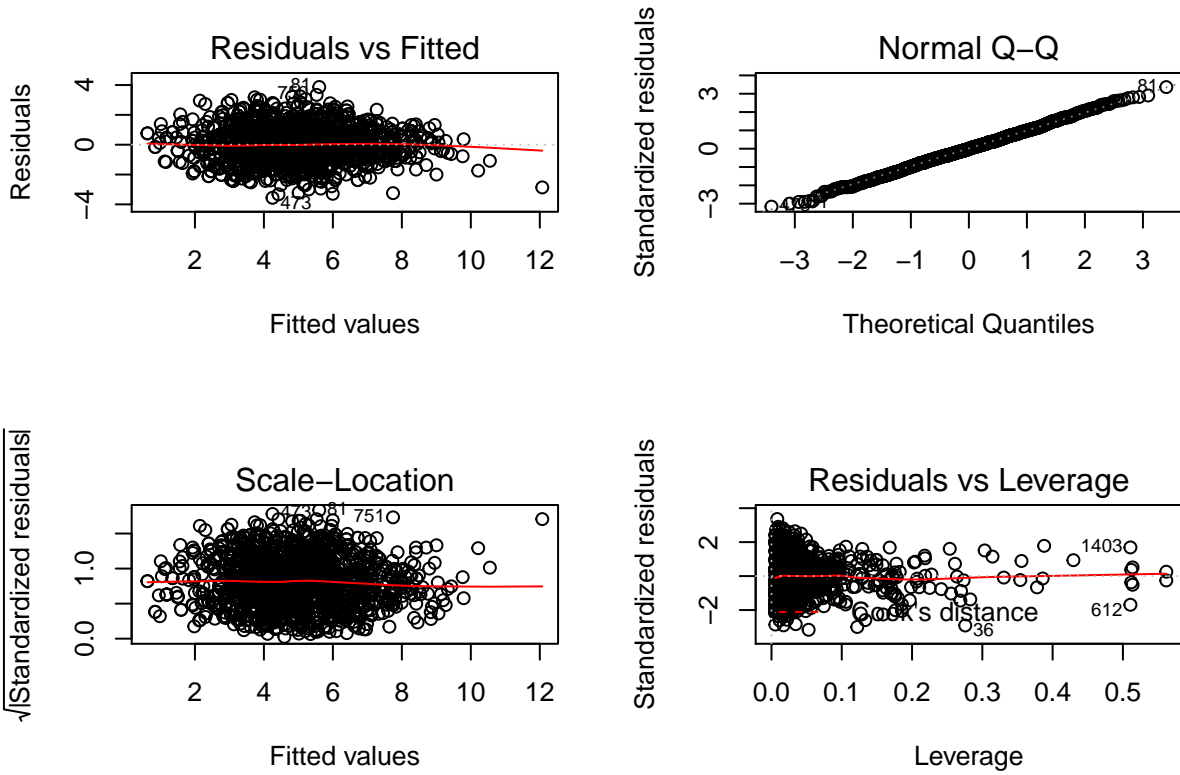 Residuals vs Fitted
Residuals
4
0
−4
81
473
2 4 6 8 10 12
Fitted values
Normal Q−Q
Standardized residuals
3
0
−3
81
−3 −2 −1 0 1 2 3
Theoretical Quantiles
Scale−Location
√|Standardized residuals|
1.0
0.0
473 81
751
2 4 6 8 10 12
Fitted values
Residuals vs Leverage
Standardized residuals
2
−2
1403
612
Cook's distance
36
0.0 0.1 0.2 0.3 0.4 0.5
Leverage